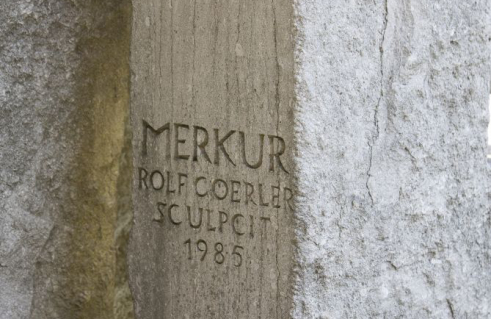 MERKUR
ROLF GOERLER
SCULPCIT
1985